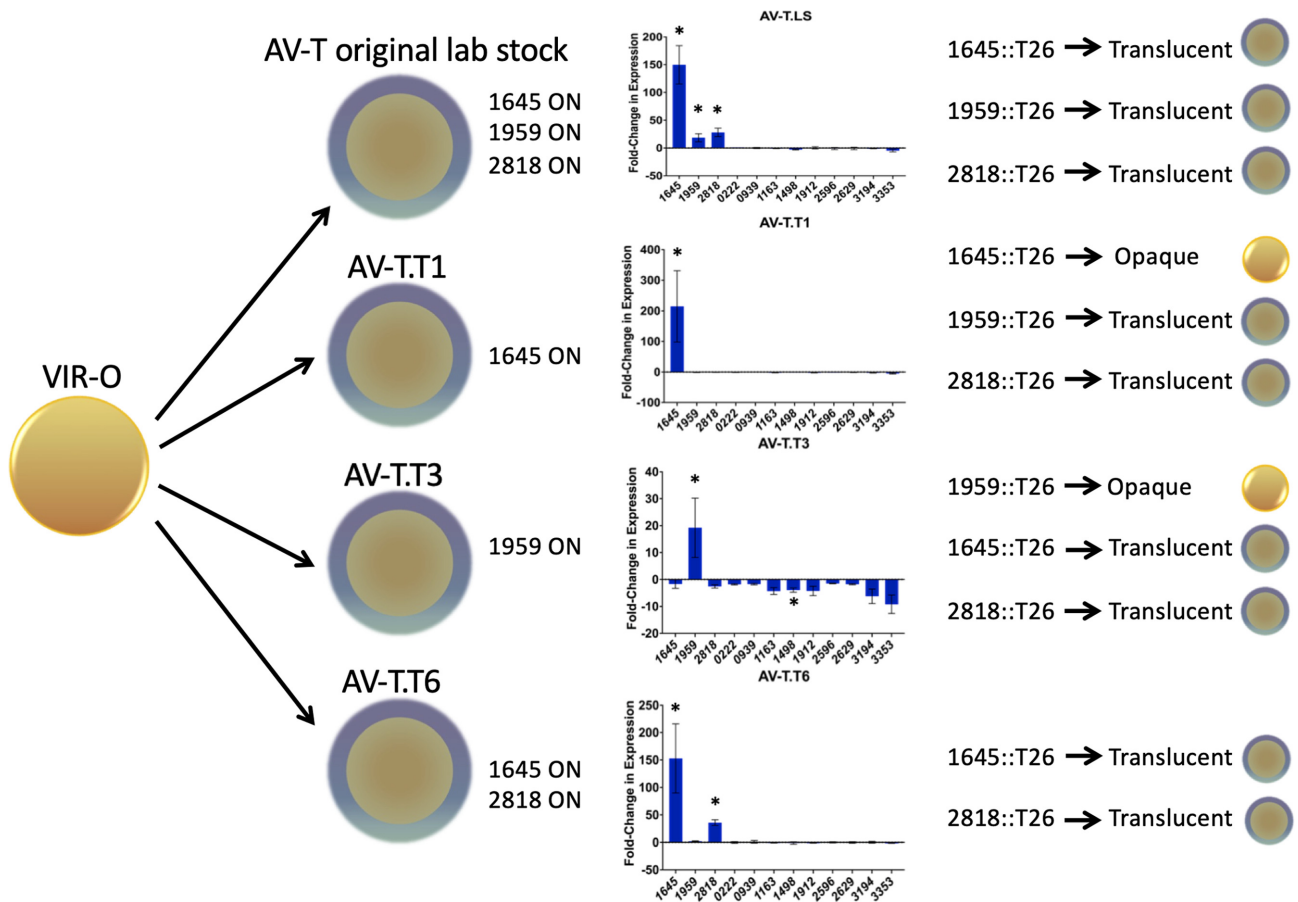 VIR-O
AV-T original lab stock
1645 ON
1959 ON
2818 ON
AV-T.T1
1645 ON
AV-T.T3
1959 ON
AV-T.T6
1645 ON
2818 ON
AV-T.LS
Fold-Change in Expression
200
150
100
50
0
-50
*
* *
1645 1959 2818 0222 0939 1163 1498 1912 2596 2629 3194 3353
AV-T.T1
Fold-Change in Expression
400
300
200
100
0
-100
*
1645 1959 2818 0222 0939 1163 1498 1912 2596 2629 3194 3353
AV-T.T3
Fold-Change in Expression
40
30
20
10
0
-10
-20
*
*
1645 1959 2818 0222 0939 1163 1498 1912 2596 2629 3194 3353
AV-T.T6
Fold-Change in Expression
250
200
150
100
50
0
-50
*
*
1645 1959 2818 0222 0939 1163 1498 1912 2596 2629 3194 3353
1645::T26 → Translucent
1959::T26 → Translucent
2818::T26 → Translucent
1645::T26 → Opaque
1959::T26 → Translucent
2818::T26 → Translucent
1959::T26 → Opaque
1645::T26 → Translucent
2818::T26 → Translucent
1645::T26 → Translucent
2818::T26 → Translucent